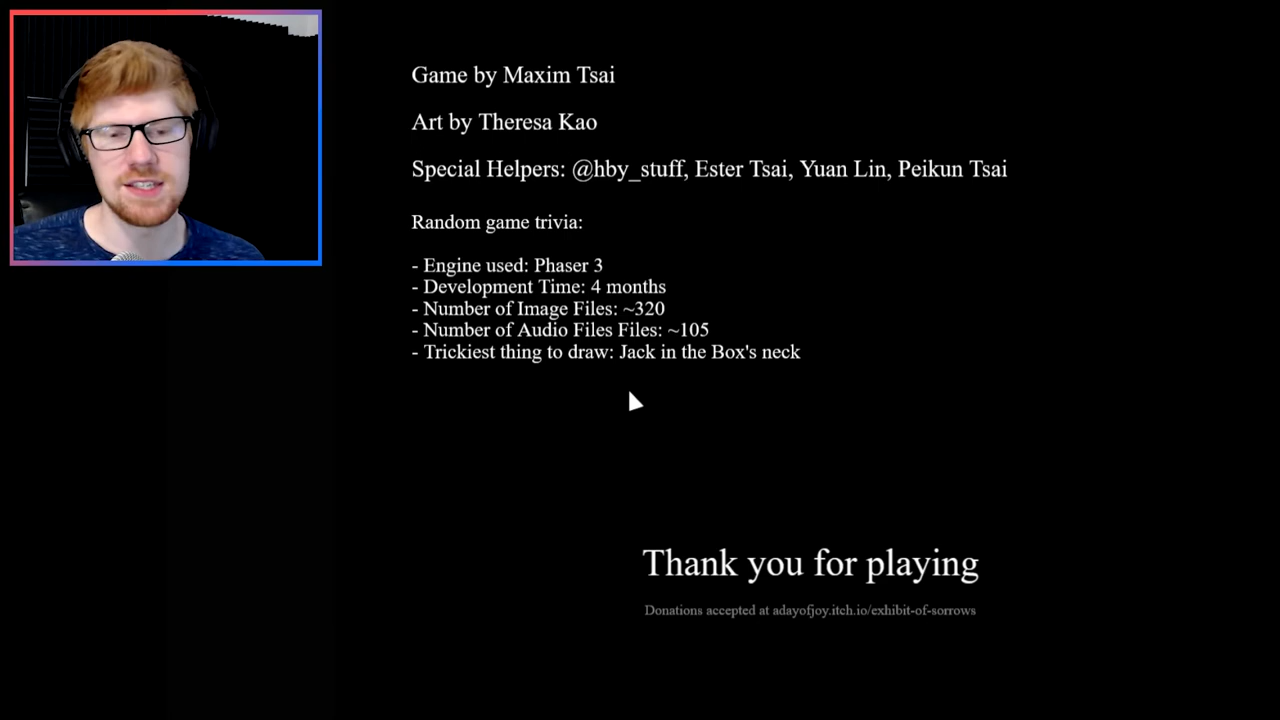 Game by Maxim Tsai
Art by Theresa Kao
Special Helpers: @hby_stuff, Ester Tsai, Yuan Lin, Peikun Tsai
Random game trivia:
- Engine used: Phaser 3
- Development Time: 4 months
- Number of Image Files: ~320
- Number of Audio Files Files: ~105
- Trickiest thing to draw: Jack in the Box's neck
Thank you for playing
Donations accepted at adayofjoy.itch.io/exhibit-of-sorrows